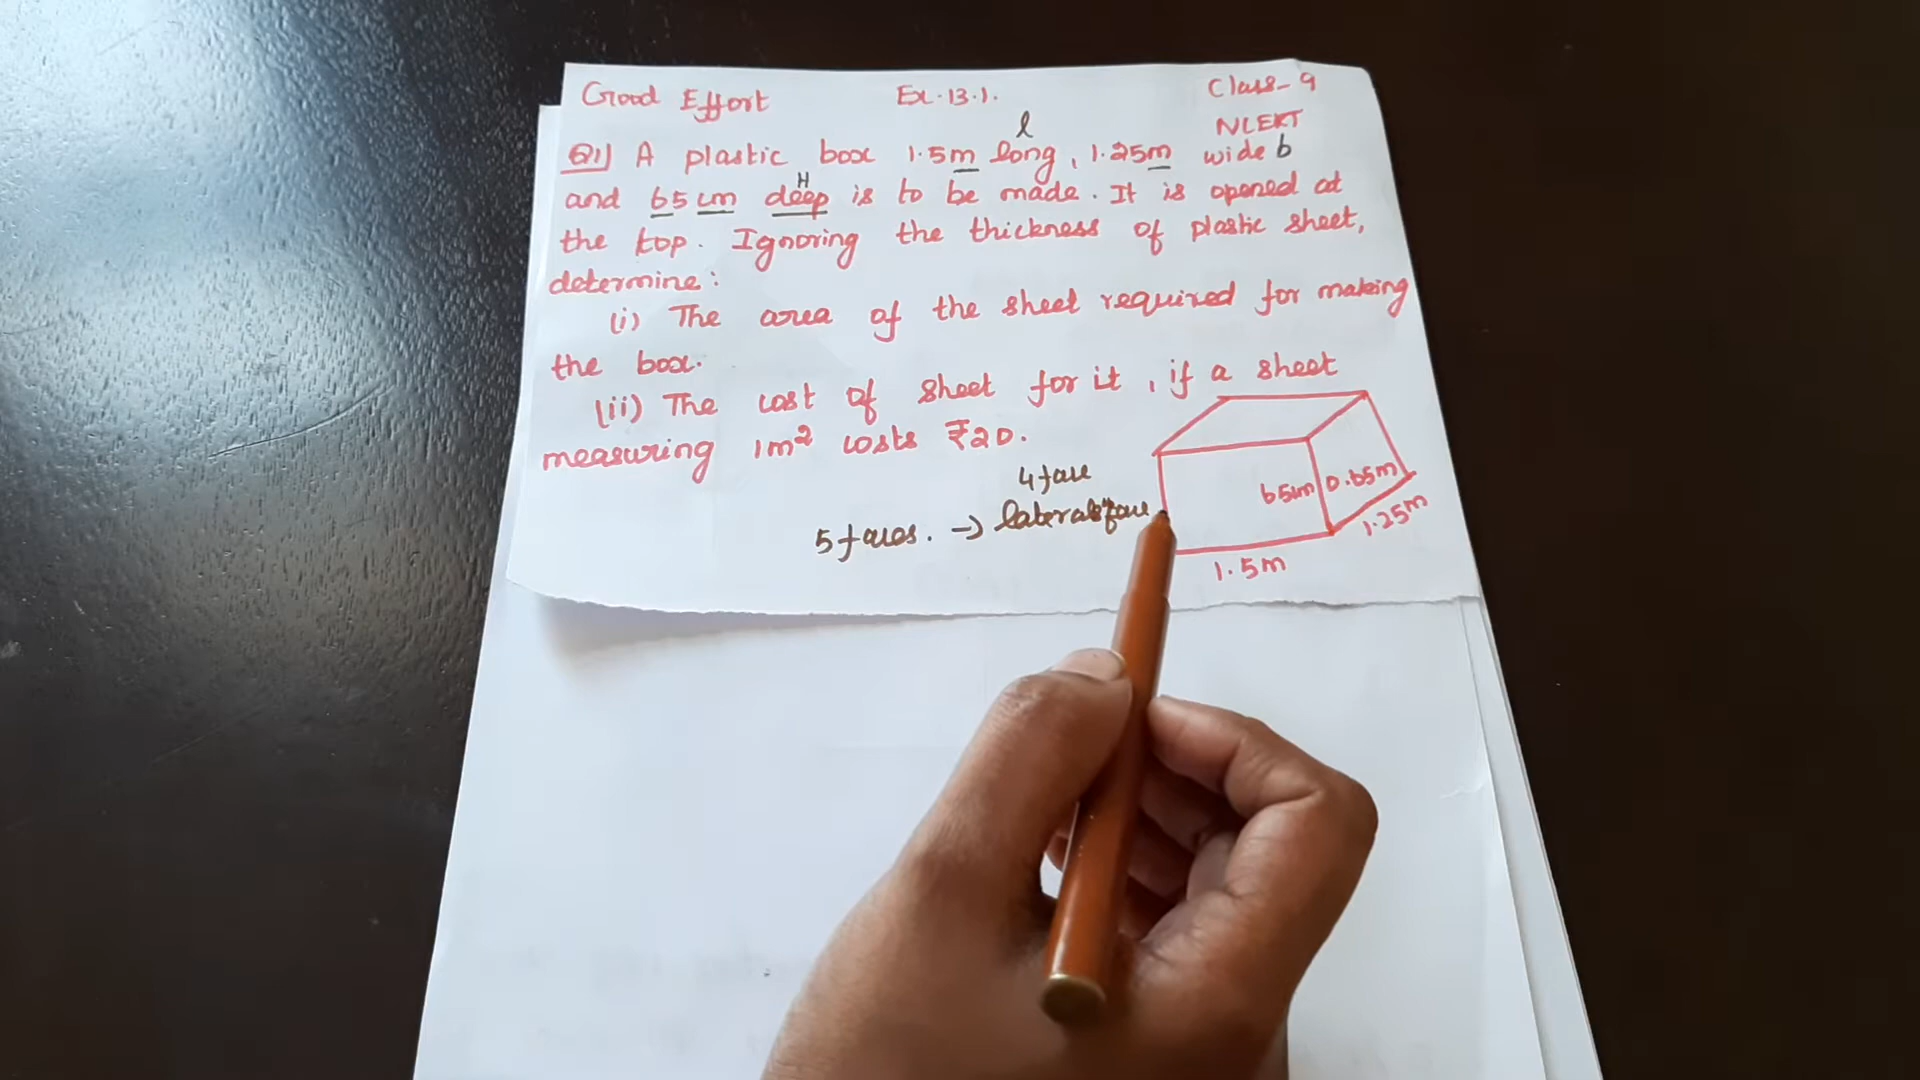 Good Effort Ex.13.1. Class-9
NCERT
l
Q1) A plastic box 1.5m long, 1.25m wide b
H
and 65cm deep is to be made. It is opened at
the top. Ignoring the thickness of plastic sheet,
determine:
(i) The area of the sheet required for making
the box.
(ii) The cost of sheet for it, if a sheet
measuring 1m² costs ₹20.
4 face
5 faces. → lateral face
65cm 0.65m
1.25m
1.5m